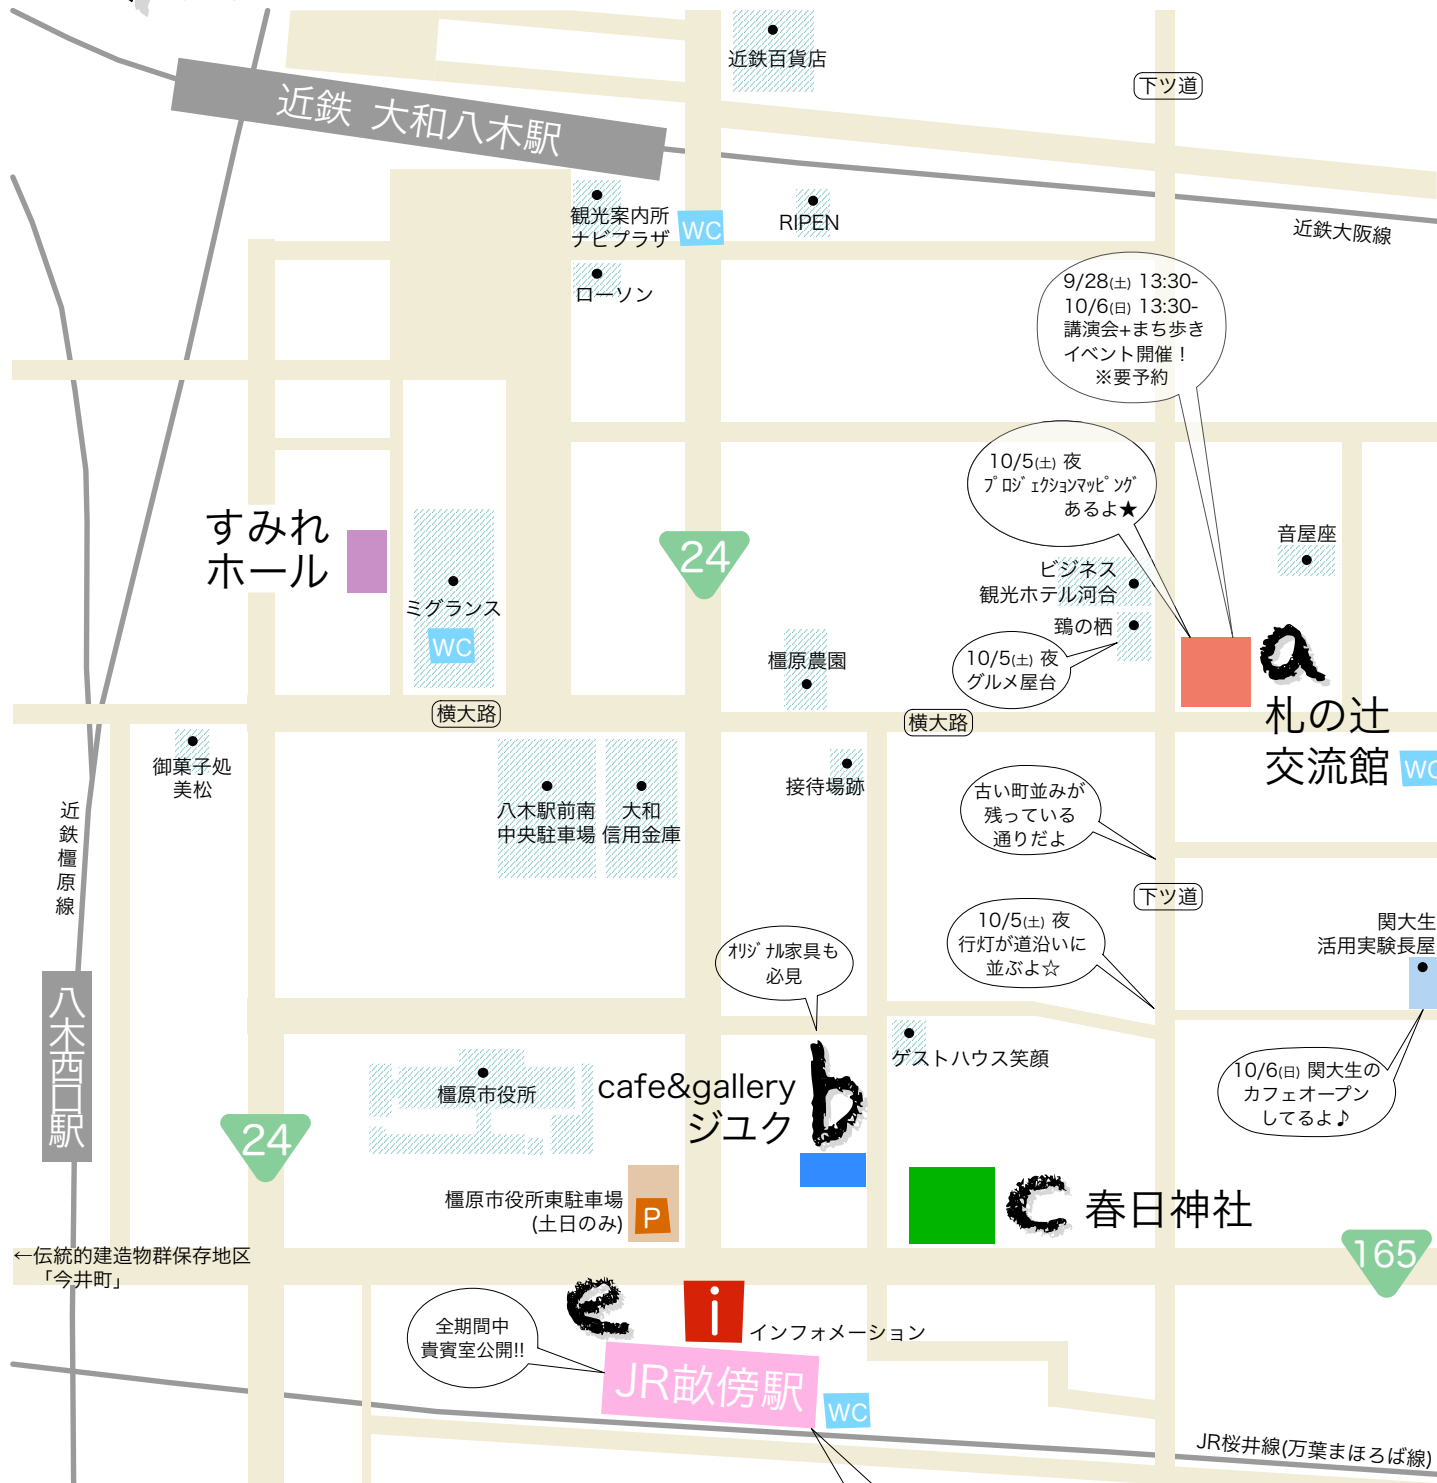 近鉄百貨店
下ツ道
近鉄 大和八木駅
観光案内所
ナビプラザ
WC
RIPEN
近鉄大阪線
ローソン
9/28(土) 13:30-
10/6(日) 13:30-
講演会+まち歩き
イベント開催！
※要予約
10/5(土) 夜
プロジェクションマッピング
あるよ★
すみれ
ホール
24
音屋座
ビジネス
観光ホテル河合
ミグランス
WC
鵄の栖
10/5(土) 夜
グルメ屋台
橿原農園
a
札の辻
交流館
WC
横大路
横大路
御菓子処
美松
接待場跡
八木駅前南
中央駐車場
大和
信用金庫
古い町並みが
残っている
通りだよ
近鉄橿原線
下ツ道
10/5(土) 夜
行灯が道沿いに
並ぶよ☆
関大生
活用実験長屋
オリジナル家具も
必見
八木西口駅
ゲストハウス笑顔
橿原市役所
cafe&gallery
ジユク
b
10/6(日) 関大生の
カフェオープン
してるよ♪
24
橿原市役所東駐車場
(土日のみ)
P
c
春日神社
165
←伝統的建造物群保存地区
「今井町」
e
i
インフォメーション
全期間中
貴賓室公開!!
JR畝傍駅
WC
JR桜井線(万葉まほろば線)